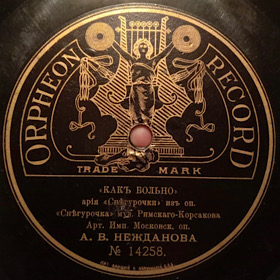 ORPHEON RECORD
TRADE MARK
«КАКЪ БОЛЬНО»
арія «Снѣгурочки» изъ оп.
«Снѣгурочка» муз. Римскаго-Корсакова
Арт. Имп. Московск. оп.
А. В. НЕЖДАНОВА
№ 14258.